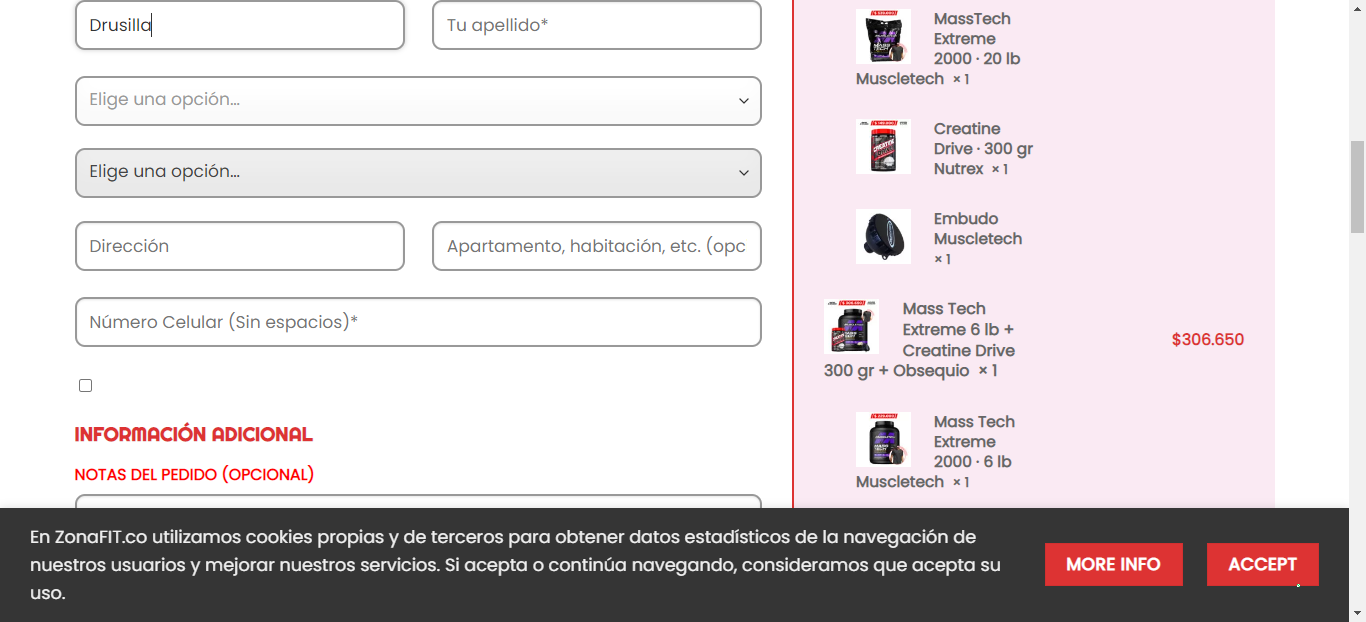 Drusilla
Tu apellido*
Elige una opción...
Elige una opción...
Dirección
Apartamento, habitación, etc. (opc
Número Celular (Sin espacios)*
INFORMACIÓN ADICIONAL
NOTAS DEL PEDIDO (OPCIONAL)
MassTech
Extreme
2000 · 20 lb
Muscletech × 1
Creatine
Drive · 300 gr
Nutrex × 1
Embudo
Muscletech
× 1
Mass Tech
Extreme 6 lb +
Creatine Drive
300 gr + Obsequio × 1
$306.650
Mass Tech
Extreme
2000 · 6 lb
Muscletech × 1
En ZonaFIT.co utilizamos cookies propias y de terceros para obtener datos estadísticos de la navegación de
nuestros usuarios y mejorar nuestros servicios. Si acepta o continúa navegando, consideramos que acepta su
uso.
MORE INFO
ACCEPT